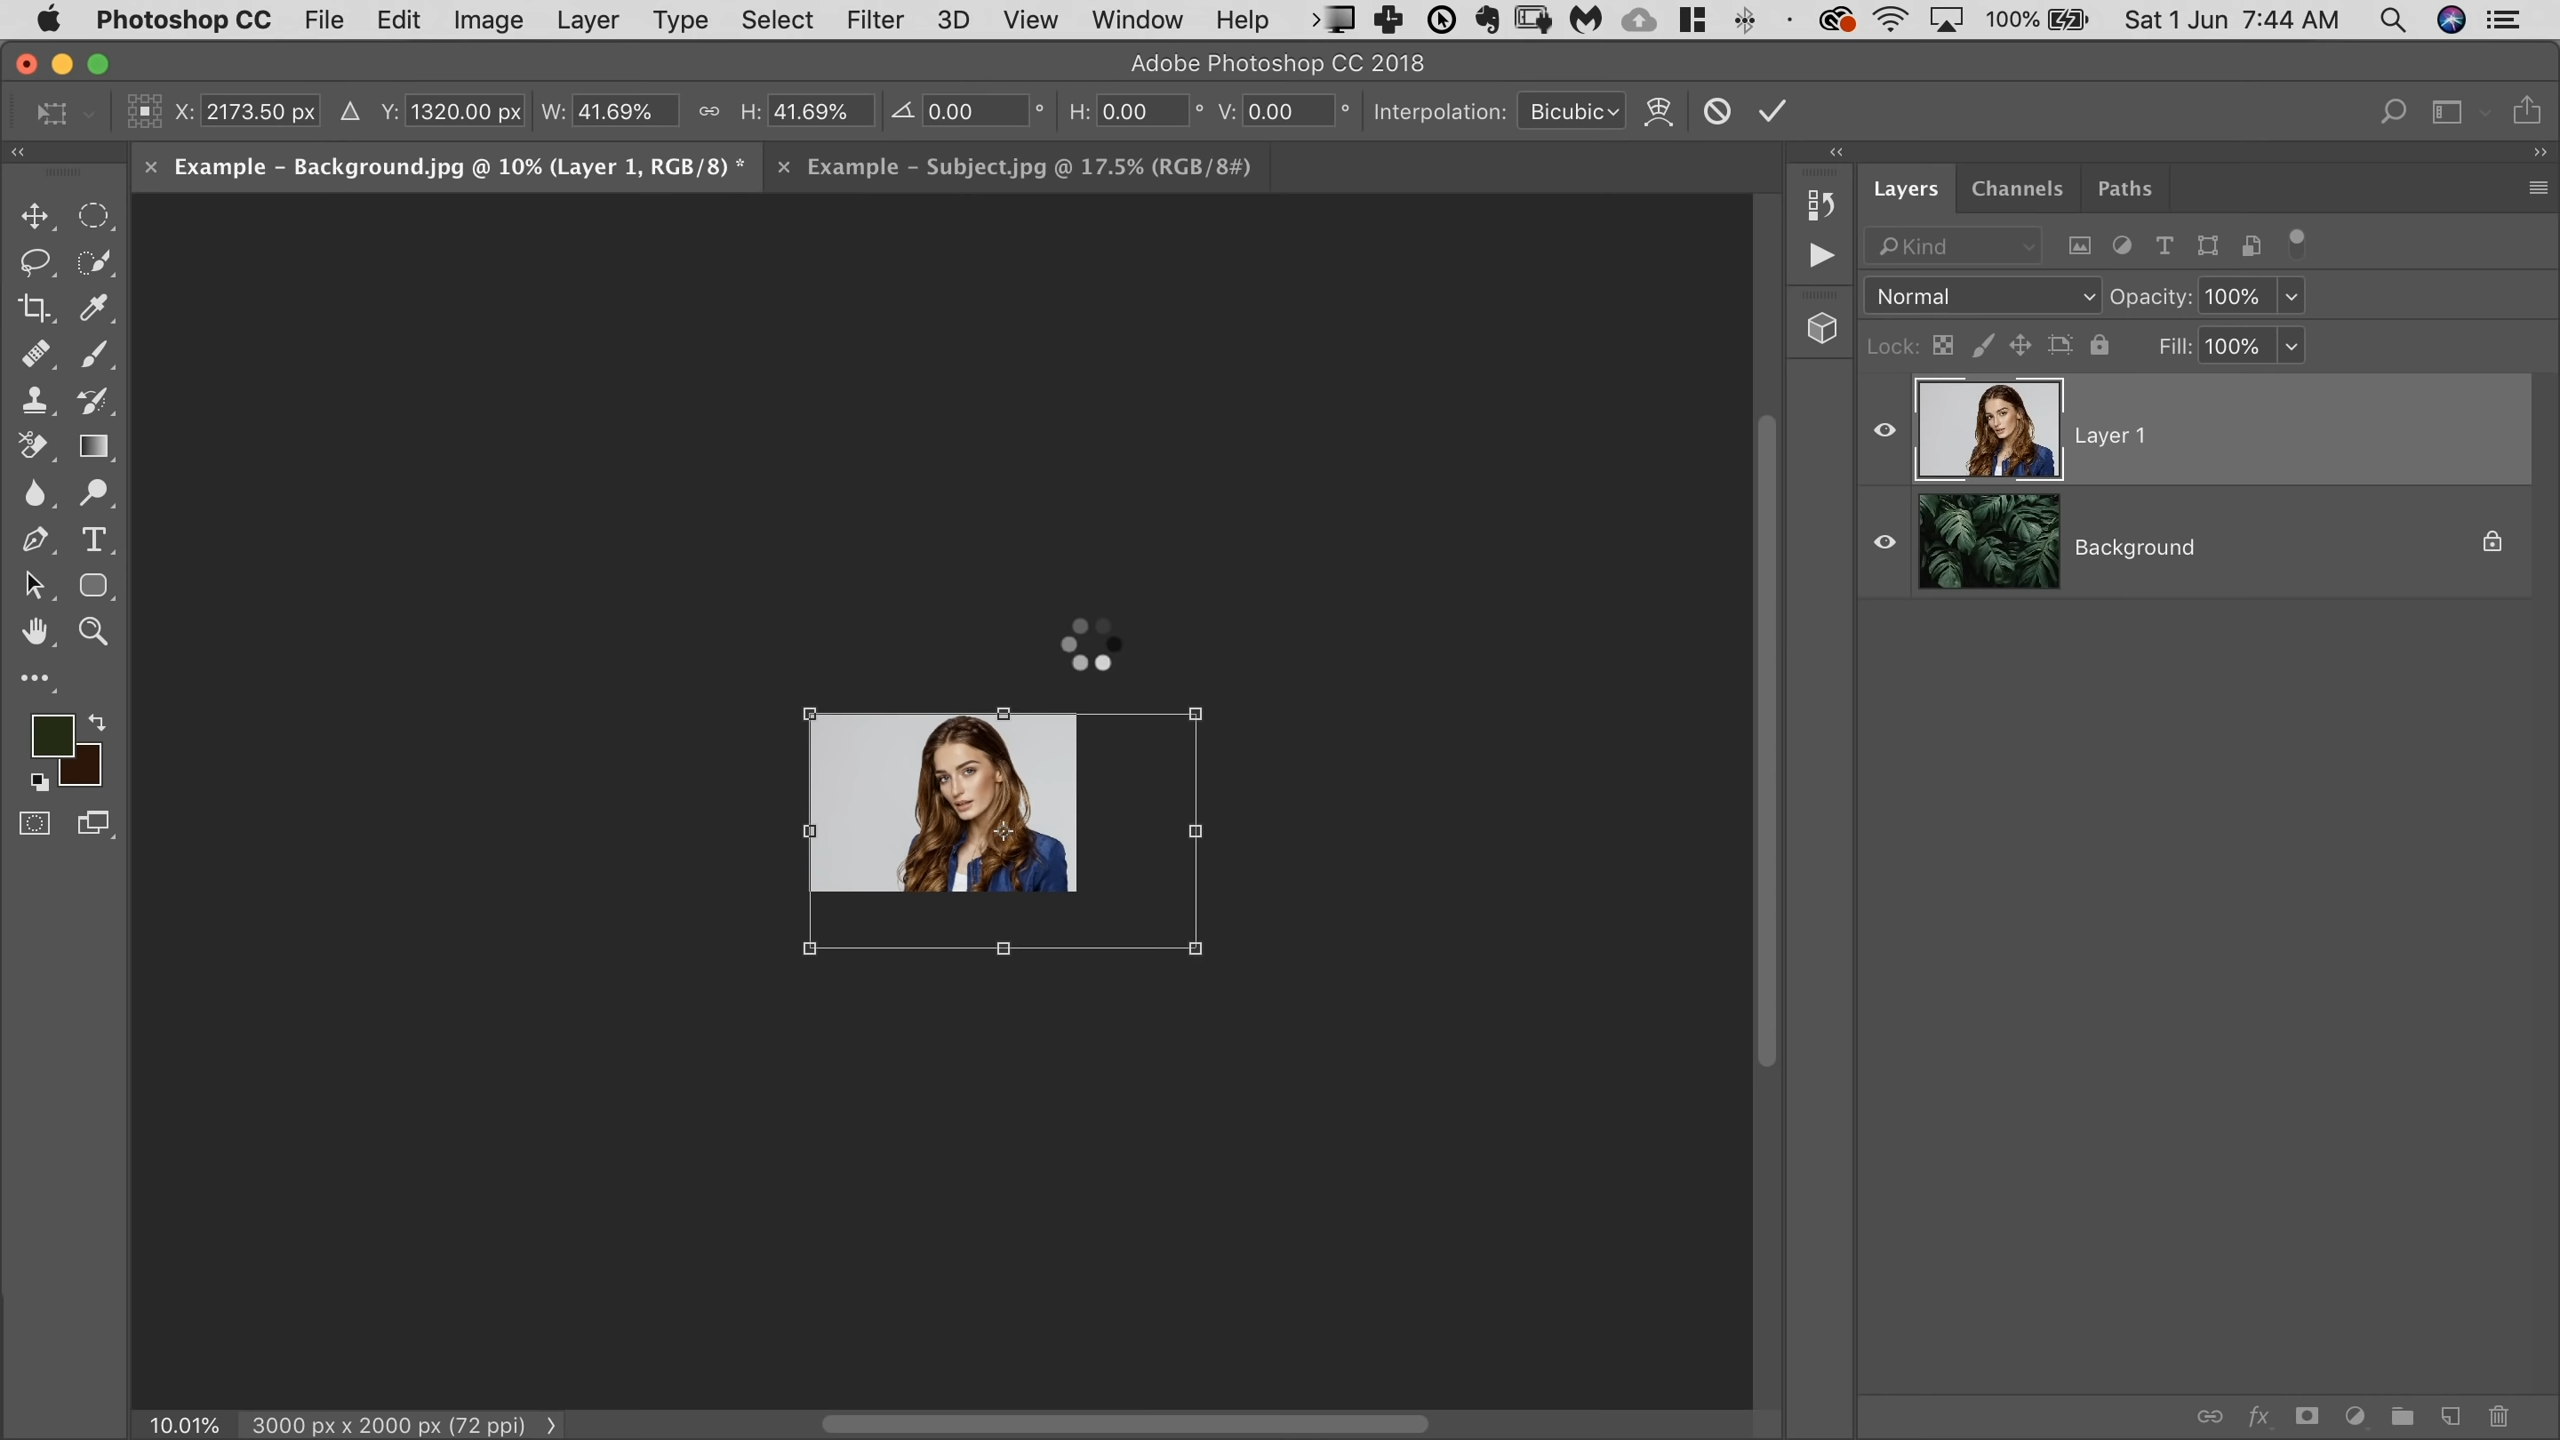 Photoshop CC File Edit Image Layer Type Select Filter 3D View Window Help 100% Sat 1 Jun 7:44 AM
Adobe Photoshop CC 2018
X: 2173.50 px Y: 1320.00 px W: 41.69% H: 41.69% 0.00 ° H: 0.00 ° V: 0.00 ° Interpolation: Bicubic
Example - Background.jpg @ 10% (Layer 1, RGB/8) * Example - Subject.jpg @ 17.5% (RGB/8#)
Layers Channels Paths
Kind
Normal Opacity: 100%
Lock: Fill: 100%
Layer 1
Background
10.01% 3000 px x 2000 px (72 ppi)
fx